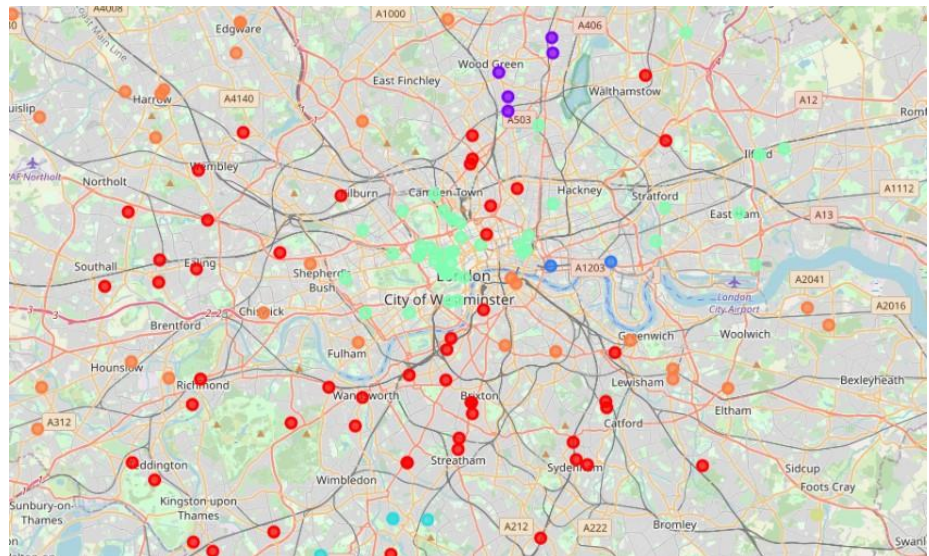 A4008
A1000
A406
Edgware
Wood Green
East Finchley
Walthamstow
A4140
Harrow
A12
A503
Ilford
Wembley
Northolt
Kilburn
Camden Town
Hackney
Stratford
A1112
East Ham
A13
Southall
Ealing
Shepherd's
Bush
London
A1203
London
City Airport
A2041
City of Westminster
A2016
Chiswick
Brentford
Woolwich
Greenwich
Fulham
Hounslow
Richmond
Lewisham
Bexleyheath
Wandsworth
Brixton
Eltham
A312
Catford
Teddington
Streatham
Sydenham
Wimbledon
Sidcup
Foots Cray
Kingston upon
Thames
Sunbury-on-
Thames
A212
A222
Bromley